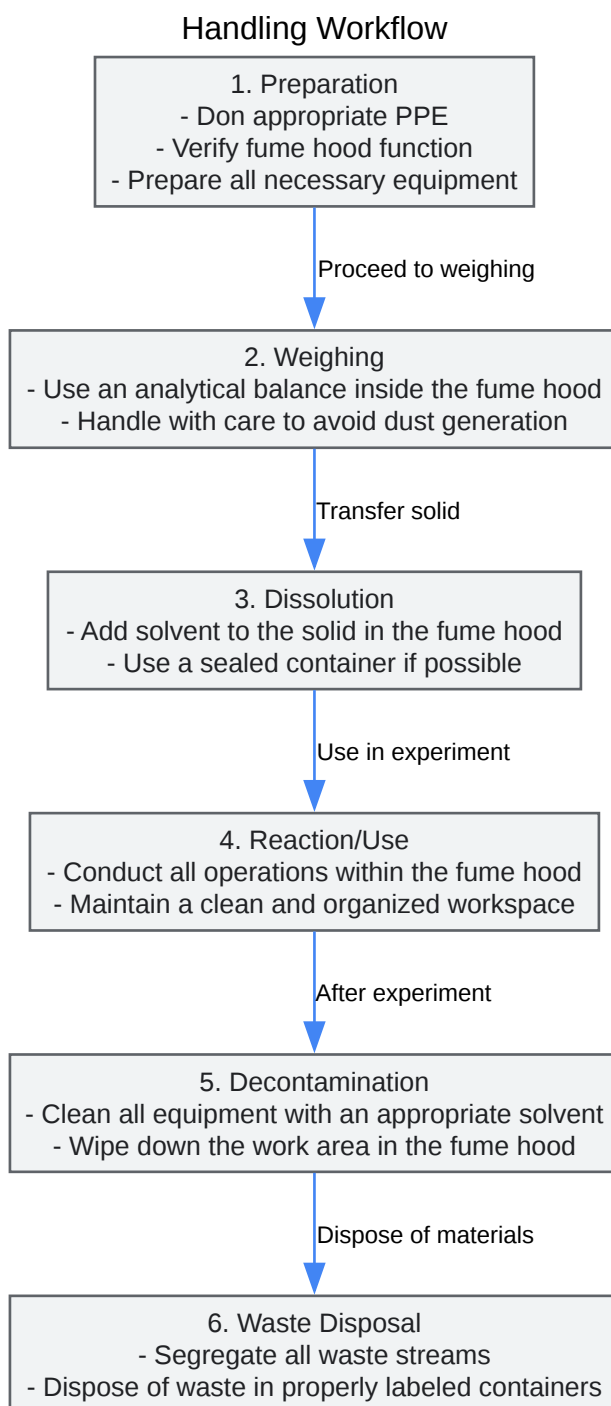 Handling Workflow
1. Preparation
- Don appropriate PPE
- Verify fume hood function
- Prepare all necessary equipment
Proceed to weighing
2. Weighing
- Use an analytical balance inside the fume hood
- Handle with care to avoid dust generation
Transfer solid
3. Dissolution
- Add solvent to the solid in the fume hood
- Use a sealed container if possible
Use in experiment
4. Reaction/Use
- Conduct all operations within the fume hood
- Maintain a clean and organized workspace
After experiment
5. Decontamination
- Clean all equipment with an appropriate solvent
- Wipe down the work area in the fume hood
Dispose of materials
6. Waste Disposal
- Segregate all waste streams
- Dispose of waste in properly labeled containers